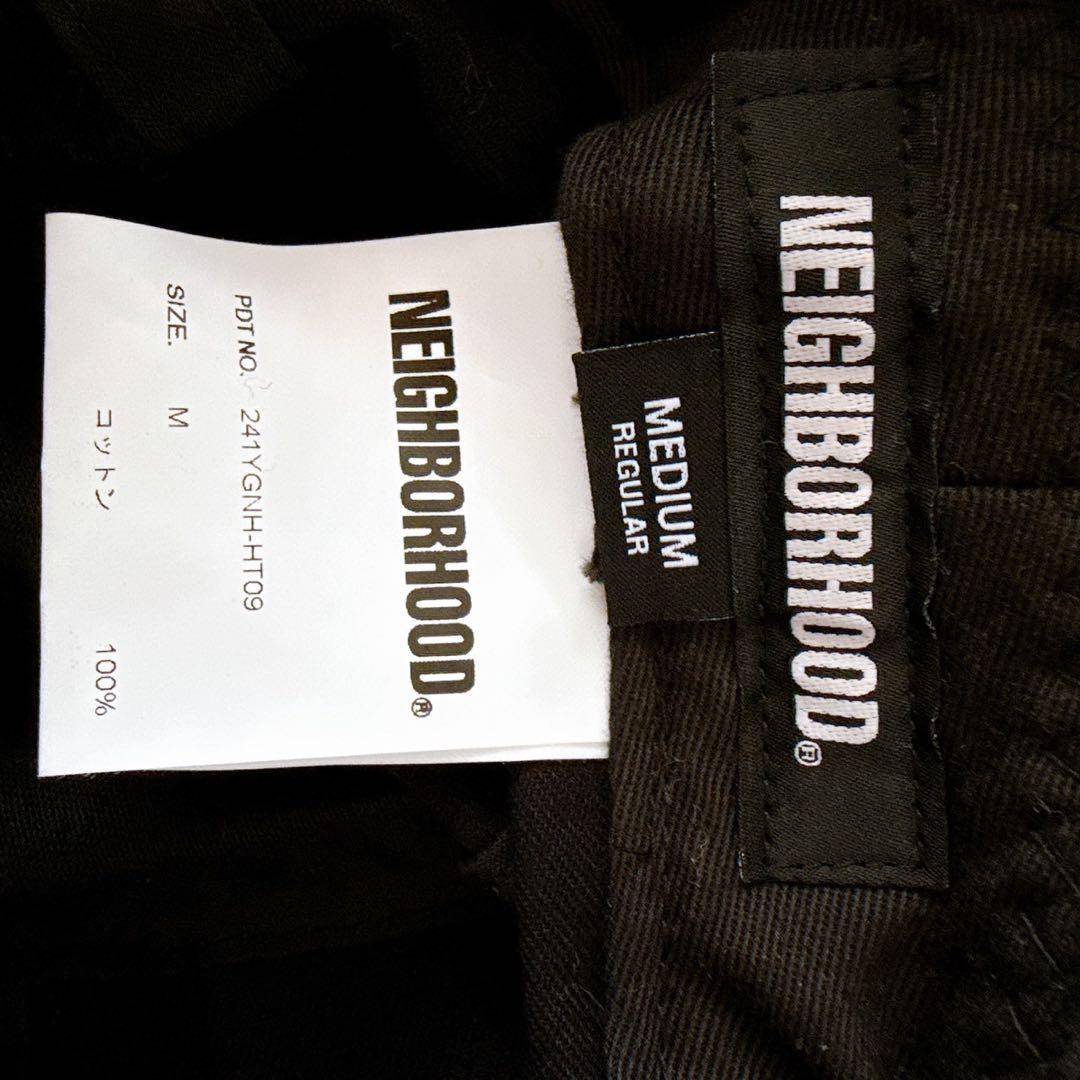 NEIGHBORHOOD®
MEDIUM
REGULAR
NEIGHBORHOOD®
PDT NO. 241YGNH-HT09
SIZE. M
コットン 100%